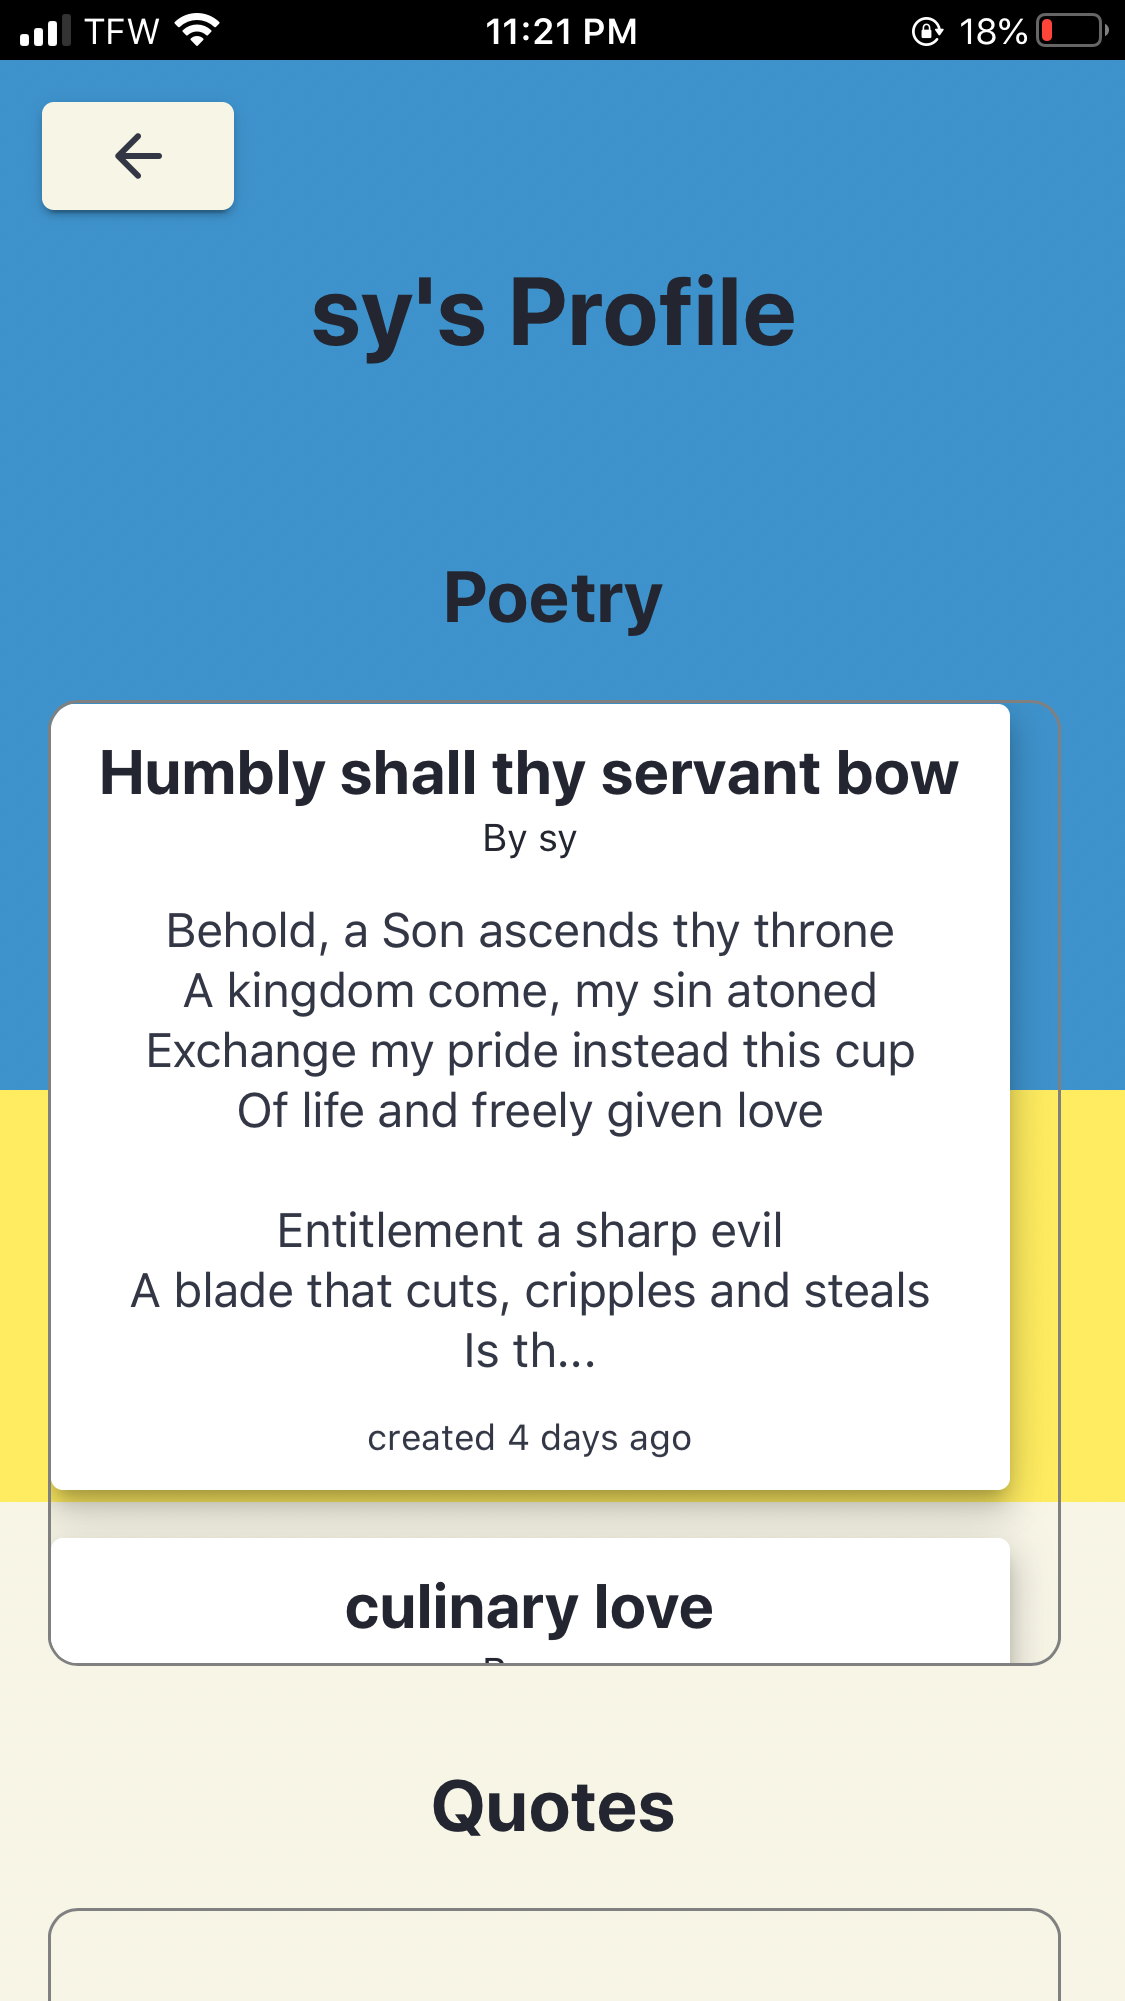 TFW 11:21 PM 18%
sy's Profile
Poetry
Humbly shall thy servant bow
By sy
Behold, a Son ascends thy throne
A kingdom come, my sin atoned
Exchange my pride instead this cup
Of life and freely given love
Entitlement a sharp evil
A blade that cuts, cripples and steals
Is th...
created 4 days ago
culinary love
Quotes